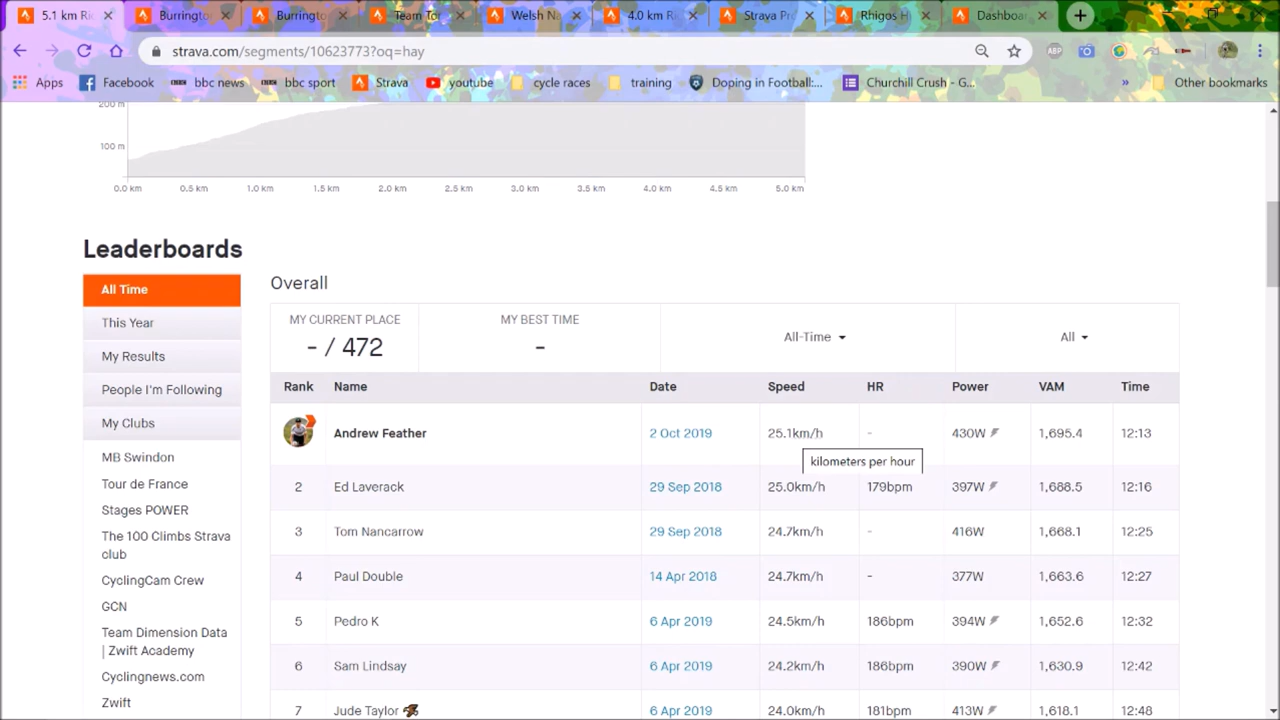 5.1 km Ri
Burringto
Burringto
Team Tor
Welsh Na
4.0 km Ri
Strava Pr
Rhigos H
Dashboa
strava.com/segments/10623773?oq=hay
ABP
Apps Facebook bbc news bbc sport Strava youtube cycle races training Doping in Football:... Churchill Crush - G... » Other bookmarks
200 m
100 m
0.0 km 0.5 km 1.0 km 1.5 km 2.0 km 2.5 km 3.0 km 3.5 km 4.0 km 4.5 km 5.0 km
Leaderboards
All Time
This Year
My Results
People I'm Following
My Clubs
MB Swindon
Tour de France
Stages POWER
The 100 Climbs Strava
club
CyclingCam Crew
GCN
Team Dimension Data
| Zwift Academy
Cyclingnews.com
Zwift
Overall
MY CURRENT PLACE MY BEST TIME
- / 472 - All-Time All
Rank Name Date Speed HR Power VAM Time
Andrew Feather 2 Oct 2019 25.1km/h - 430W 1,695.4 12:13
kilometers per hour
2 Ed Laverack 29 Sep 2018 25.0km/h 179bpm 397W 1,688.5 12:16
3 Tom Nancarrow 29 Sep 2018 24.7km/h - 416W 1,668.1 12:25
4 Paul Double 14 Apr 2018 24.7km/h - 377W 1,663.6 12:27
5 Pedro K 6 Apr 2019 24.5km/h 186bpm 394W 1,652.6 12:32
6 Sam Lindsay 6 Apr 2019 24.2km/h 186bpm 390W 1,630.9 12:42
7 Jude Taylor 6 Apr 2019 24.0km/h 181bpm 413W 1,618.1 12:48